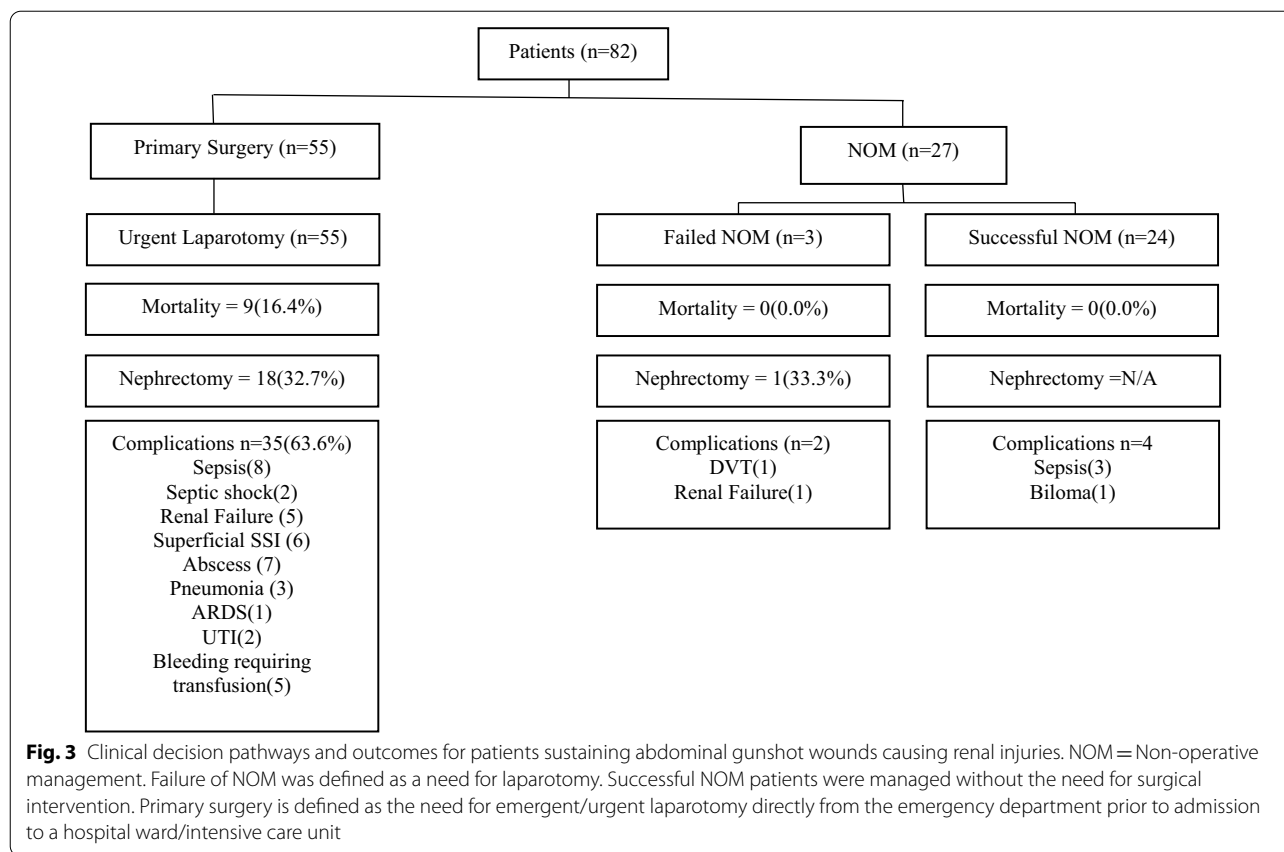 Patients (n=82)
Primary Surgery (n=55)
NOM (n=27)
Urgent Laparotomy (n=55)
Failed NOM (n=3)
Successful NOM (n=24)
Mortality = 9(16.4%)
Mortality = 0(0.0%)
Mortality = 0(0.0%)
Nephrectomy = 18(32.7%)
Nephrectomy = 1(33.3%)
Nephrectomy =N/A
Complications n=35(63.6%)
Sepsis(8)
Septic shock(2)
Renal Failure (5)
Superficial SSI (6)
Abscess (7)
Pneumonia (3)
ARDS(1)
UTI(2)
Bleeding requiring
transfusion(5)
Complications (n=2)
DVT(1)
Renal Failure(1)
Complications n=4
Sepsis(3)
Biloma(1)
Fig. 3 Clinical decision pathways and outcomes for patients sustaining abdominal gunshot wounds causing renal injuries. NOM = Non-operative
management. Failure of NOM was defined as a need for laparotomy. Successful NOM patients were managed without the need for surgical
intervention. Primary surgery is defined as the need for emergent/urgent laparotomy directly from the emergency department prior to admission
to a hospital ward/intensive care unit